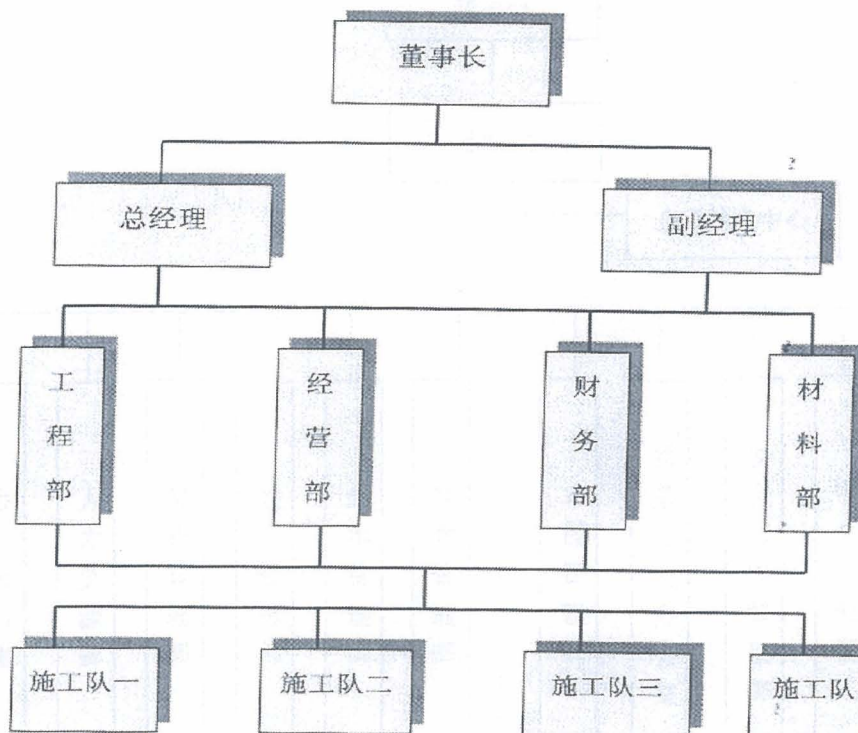 董事长
总经理
副经理
工程部
经营部
财务部
材料部
施工队一
施工队二
施工队三
施工队